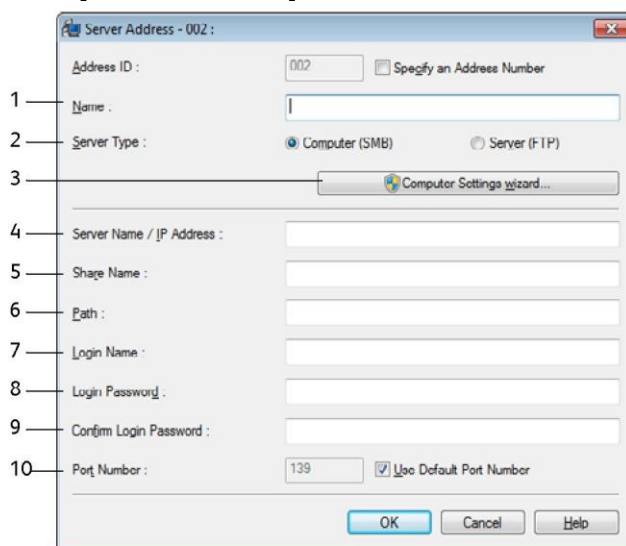 Server Address - 002 :
Address ID : 002 Specify an Address Number
1 Name :
2 Server Type : Computer (SMB) Server (FTP)
3 Computer Settings wizard...
4 Server Name / IP Address :
5 Share Name :
6 Path :
7 Login Name :
8 Login Password :
9 Confirm Login Password :
10 Port Number : 139 Use Default Port Number
OK Cancel Help